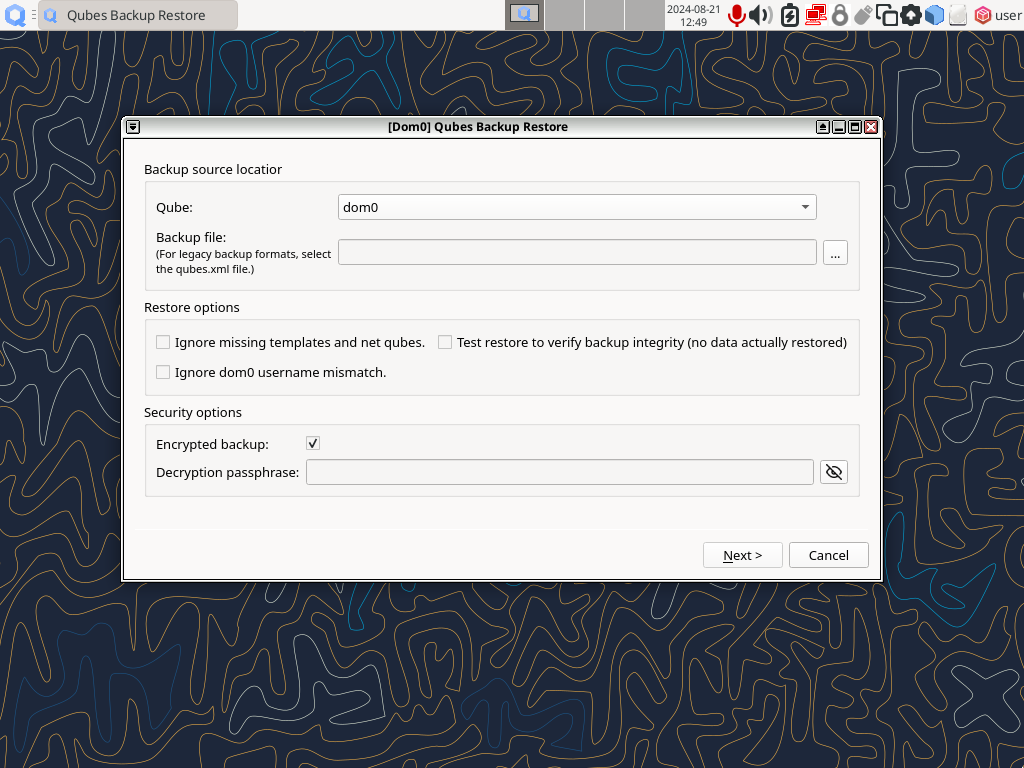 Qubes Backup Restore
2024-08-21
12:49
user
[Dom0] Qubes Backup Restore
Backup source locatior
Qube:
dom0
Backup file:
(For legacy backup formats, select
the qubes.xml file.)
...
Restore options
Ignore missing templates and net qubes.
Test restore to verify backup integrity (no data actually restored)
Ignore dom0 username mismatch.
Security options
Encrypted backup:
Decryption passphrase:
Next >
Cancel